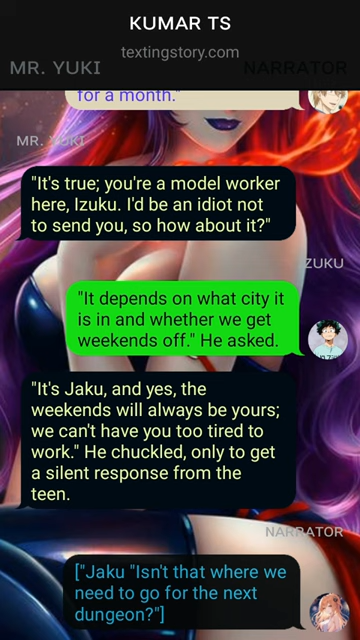 KUMAR TS
textingstory.com
MR. YUKI
NARRATOR
for a month."
MR. YUKI
"It's true; you're a model worker
here, Izuku. I'd be an idiot not
to send you, so how about it?"
IZUKU
"It depends on what city it
is in and whether we get
weekends off." He asked.
"It's Jaku, and yes, the
weekends will always be yours;
we can't have you too tired to
work." He chuckled, only to get
a silent response from the
teen.
NARRATOR
["Jaku "Isn't that where we
need to go for the next
dungeon?"]